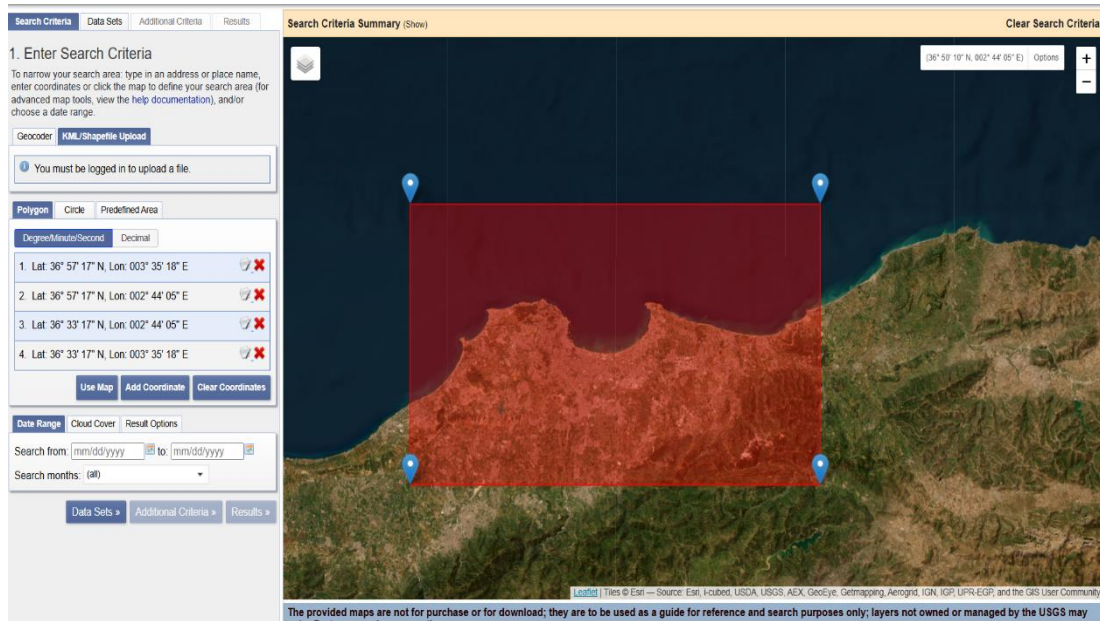 Search Criteria Data Sets Additional Criteria Results
1. Enter Search Criteria
To narrow your search area: type in an address or place name,
enter coordinates or click the map to define your search area (for
advanced map tools, view the help documentation), and/or
choose a date range.
Geocoder KML/Shapefile Upload
You must be logged in to upload a file.
Polygon Circle Predefined Area
Degree/Minute/Second Decimal
1. Lat: 36° 57' 17" N, Lon: 003° 35' 18" E
2. Lat: 36° 57' 17" N, Lon: 002° 44' 05" E
3. Lat: 36° 33' 17" N, Lon: 002° 44' 05" E
4. Lat: 36° 33' 17" N, Lon: 003° 35' 18" E
Use Map Add Coordinate Clear Coordinates
Date Range Cloud Cover Result Options
Search from: mm/dd/yyyy to: mm/dd/yyyy
Search months: (all)
Data Sets » Additional Criteria » Results »
Search Criteria Summary (Show) Clear Search Criteria
(36° 50' 10" N, 002° 44' 05" E) Options
+
−
Leaflet | Tiles © Esri — Source: Esri, i-cubed, USDA, USGS, AEX, GeoEye, Getmapping, Aerogrid, IGN, IGP, UPR-EGP, and the GIS User Community
The provided maps are not for purchase or for download; they are to be used as a guide for reference and search purposes only; layers not owned or managed by the USGS may